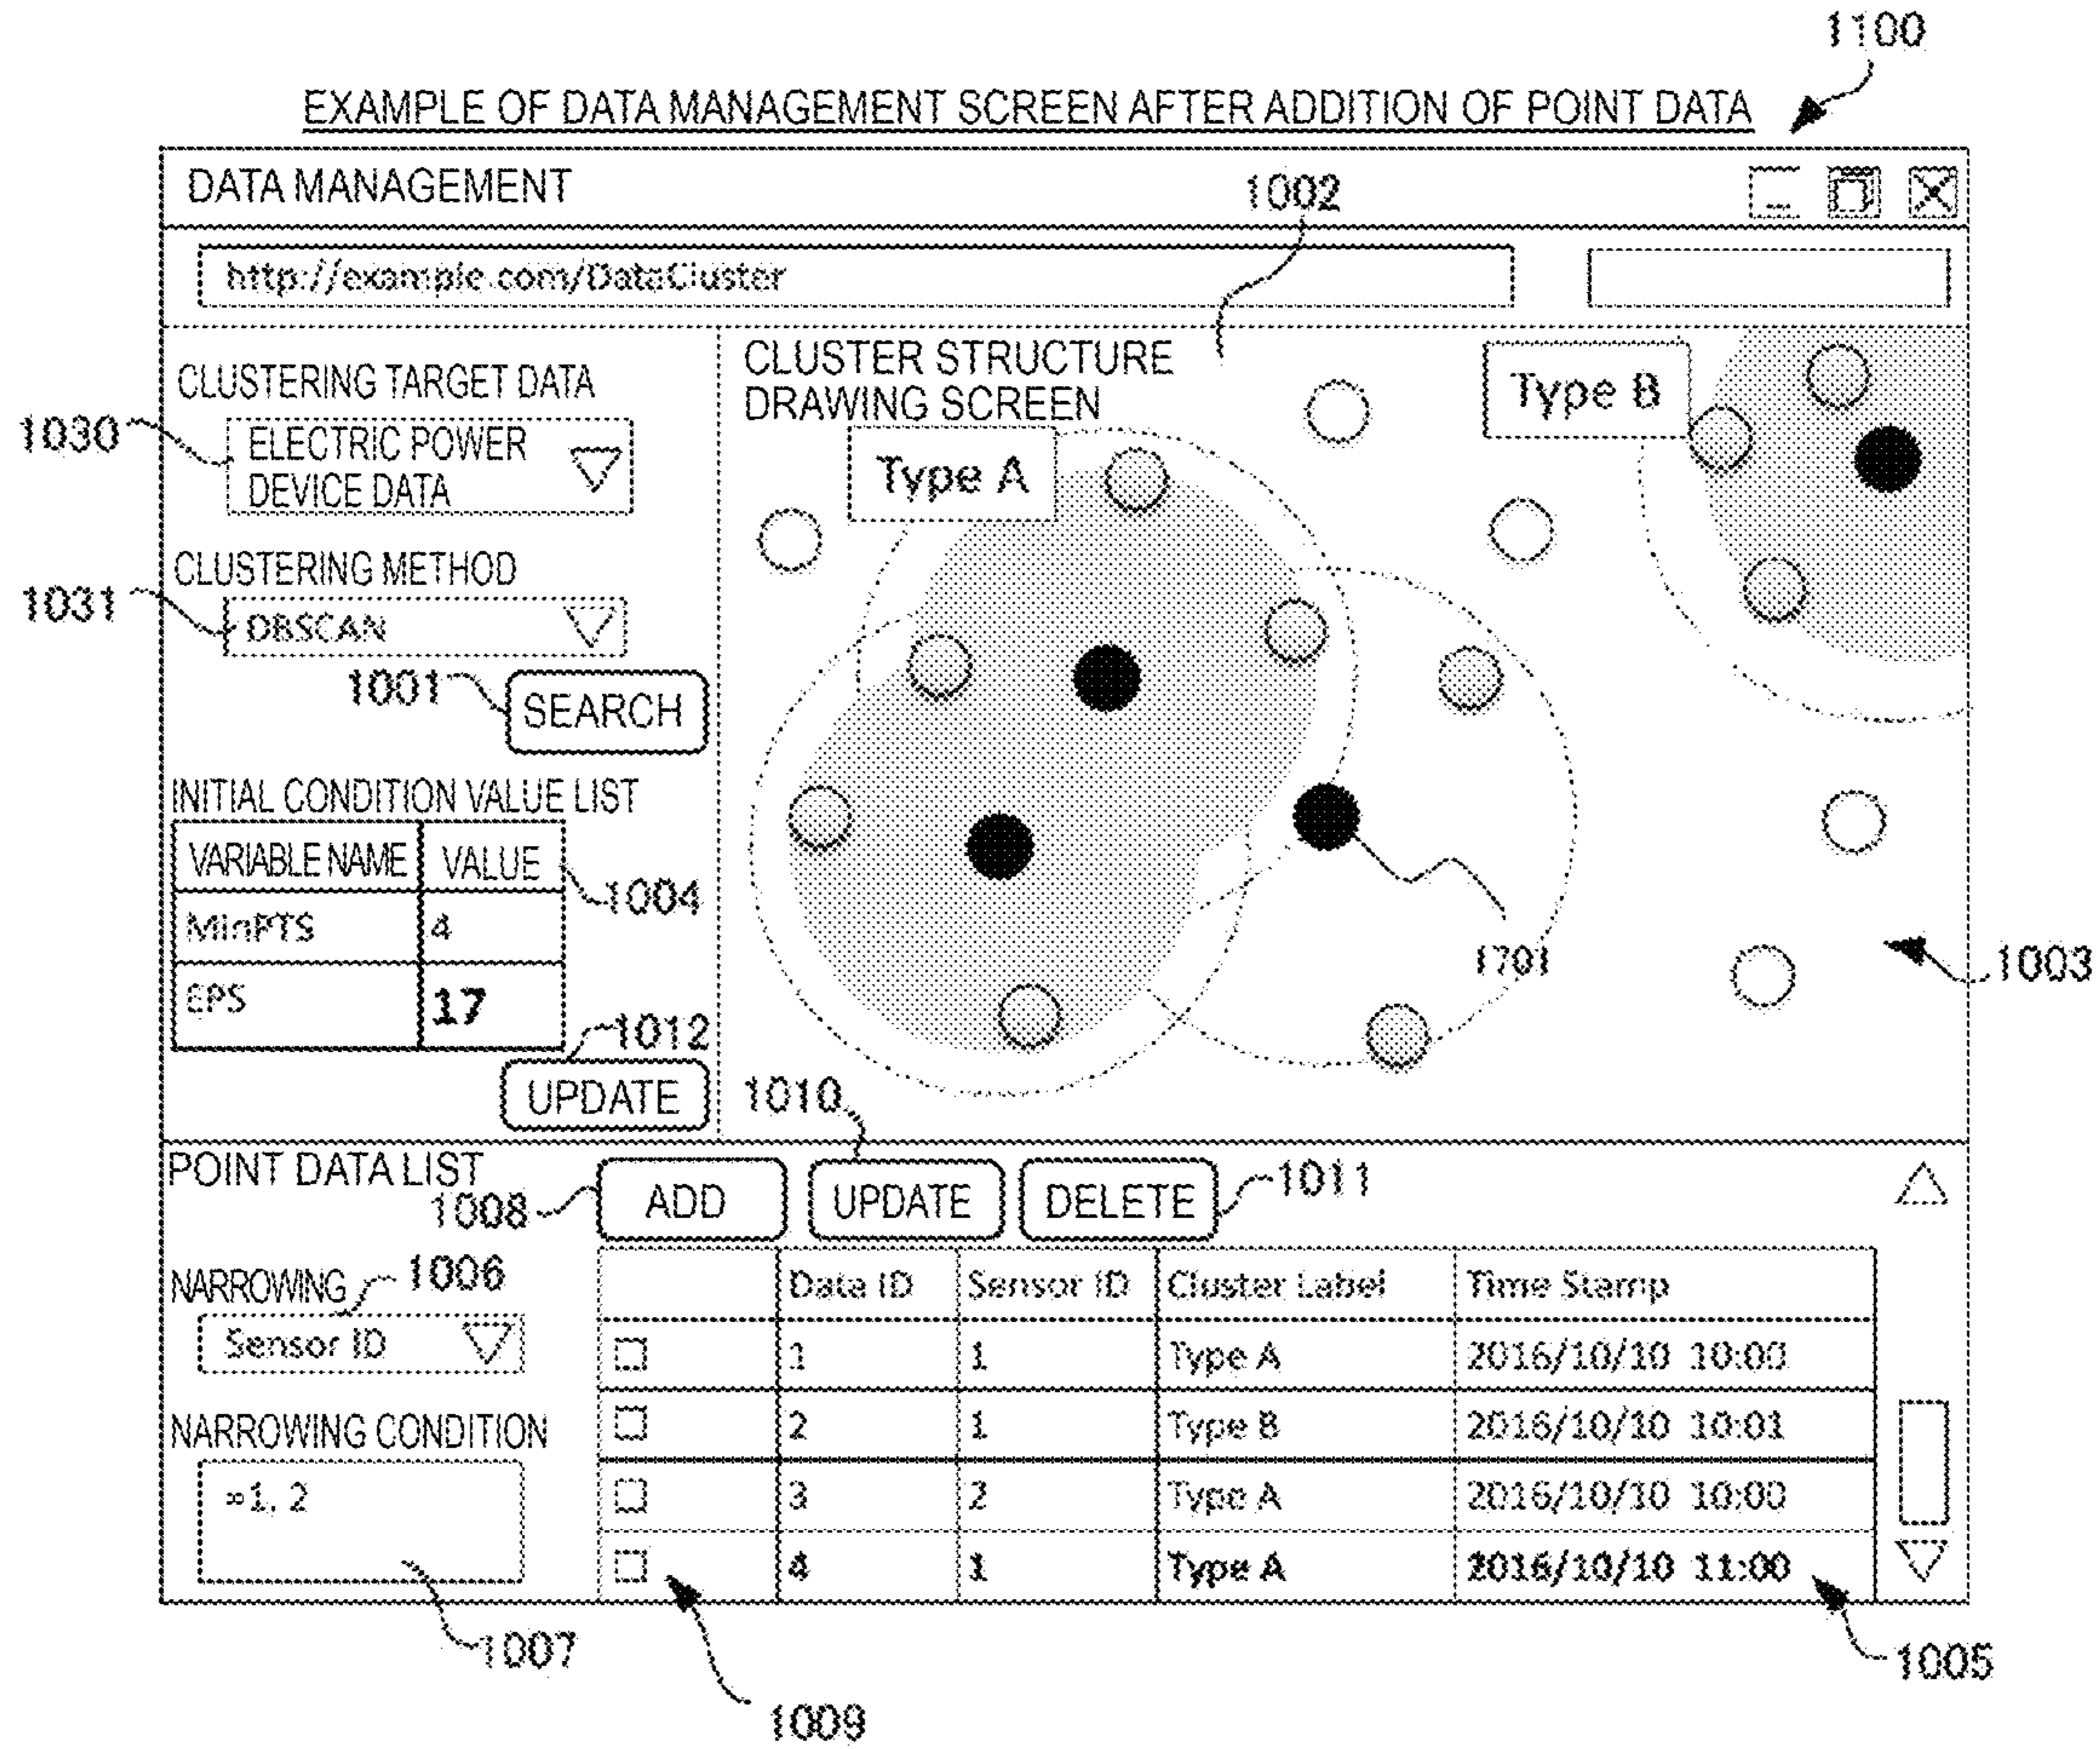 1100
EXAMPLE OF DATA MANAGEMENT SCREEN AFTER ADDITION OF POINT DATA
DATA MANAGEMENT
1002
http://example.com/DataCluster
CLUSTERING TARGET DATA
1030
ELECTRIC POWER
DEVICE DATA
CLUSTERING METHOD
1031
DBSCAN
1001
SEARCH
INITIAL CONDITION VALUE LIST
VARIABLE NAME VALUE
1004
MinPTS 4
EPS 17
1012
UPDATE
CLUSTER STRUCTURE
DRAWING SCREEN
Type A
Type B
1701
1003
POINT DATA LIST
1008
ADD
1010
UPDATE
DELETE
1011
NARROWING
1006
Sensor ID
NARROWING CONDITION
=1, 2
1007
Data ID Sensor ID Cluster Label Time Stamp
1 1 Type A 2016/10/10 10:00
2 1 Type B 2016/10/10 10:01
3 2 Type A 2016/10/10 10:00
4 1 Type A 2016/10/10 11:00
1009
1005